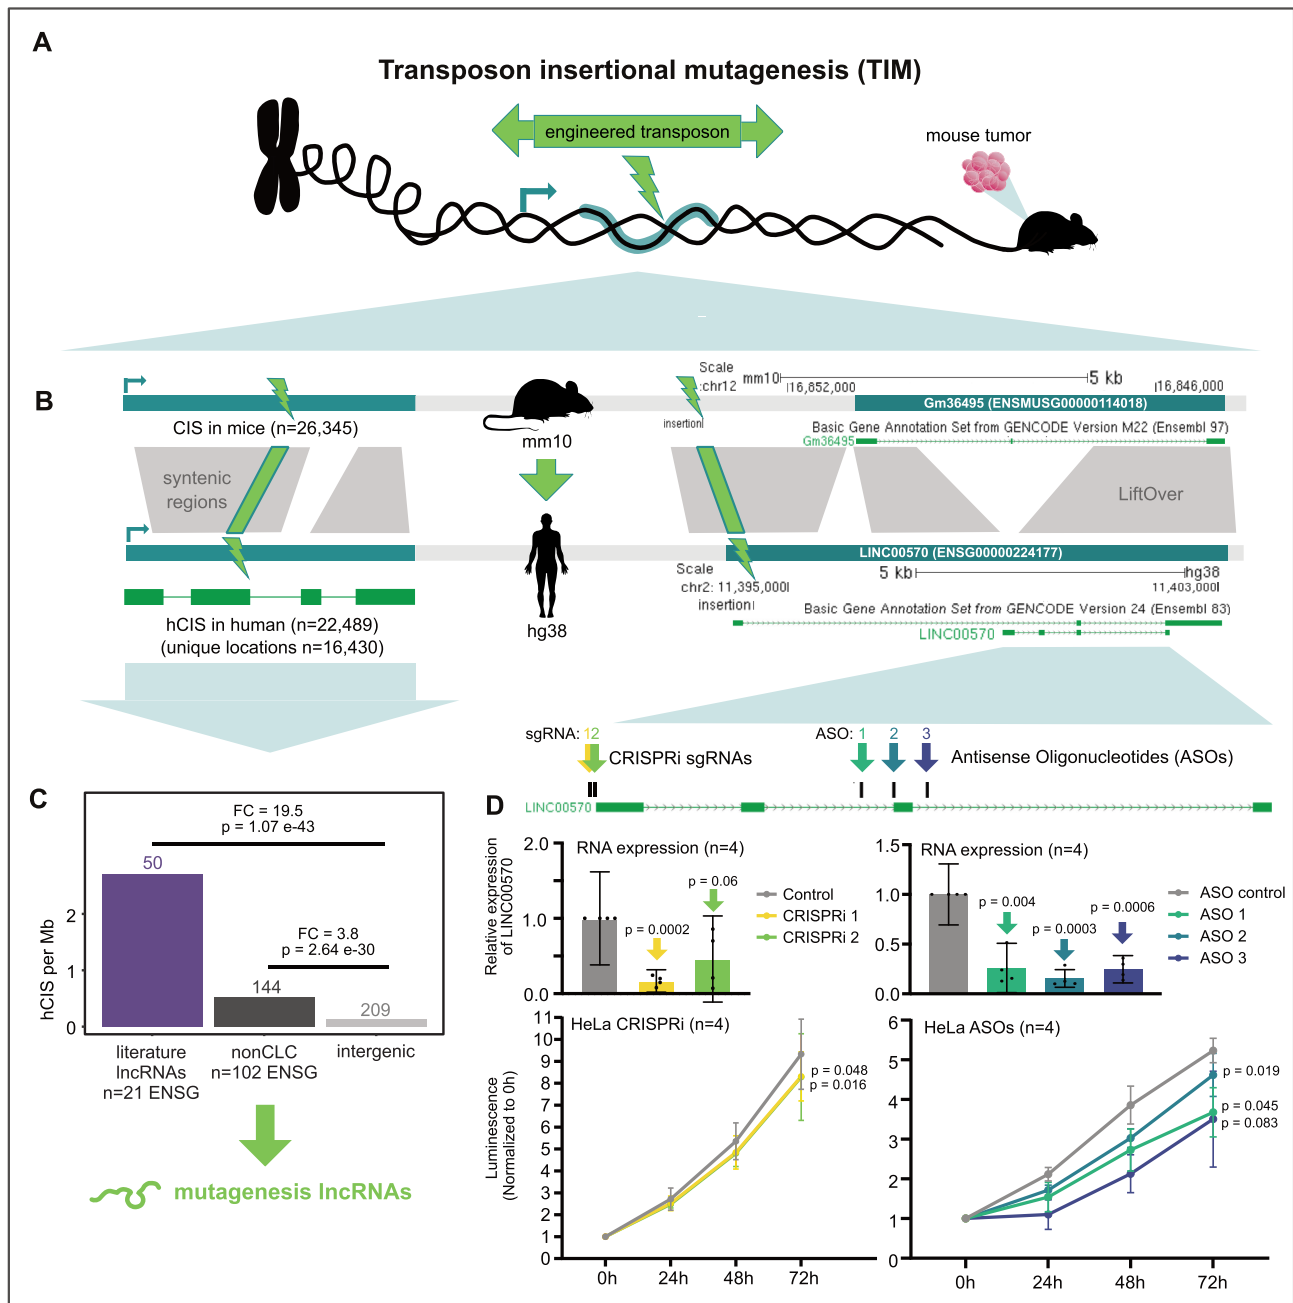 A
Transposon insertional mutagenesis (TIM)
engineered transposon
mouse tumor
B
CIS in mice (n=26,345)
mm10
Scale
chr12
mm10
5 kb
16,852,000
16,846,000
insertion
Gm36495 (ENSMUSG00000114018)
Basic Gene Annotation Set from GENCODE Version M22 (Ensembl 97)
Gm36495
syntenic
regions
LiftOver
hg38
LINC00570 (ENSG00000224177)
Scale
chr2:
5 kb
hg38
11,395,000
11,403,000
insertion
Basic Gene Annotation Set from GENCODE Version 24 (Ensembl 83)
LINC00570
hCIS in human (n=22,489)
(unique locations n=16,430)
sgRNA: 12
CRISPRi sgRNAs
ASO: 1 2 3
Antisense Oligonucleotides (ASOs)
LINC00570
C
FC = 19.5
p = 1.07 e-43
50
FC = 3.8
p = 2.64 e-30
144
209
hCIS per Mb
2
1
0
literature
lncRNAs
n=21 ENSG
nonCLC
n=102 ENSG
intergenic
mutagenesis lncRNAs
D
Relative expression
of LINC00570
2.0
1.0
0.0
RNA expression (n=4)
p = 0.0002
p = 0.06
Control
CRISPRi 1
CRISPRi 2
1.5
1.0
0.5
0.0
RNA expression (n=4)
p = 0.004
p = 0.0003
p = 0.0006
ASO control
ASO 1
ASO 2
ASO 3
Luminescence
(Normalized to 0h)
HeLa CRISPRi (n=4)
11
10
9
8
7
6
5
4
3
2
1
0
p = 0.048
p = 0.016
0h 24h 48h 72h
HeLa ASOs (n=4)
6
5
4
3
2
1
0
p = 0.019
p = 0.045
p = 0.083
0h 24h 48h 72h